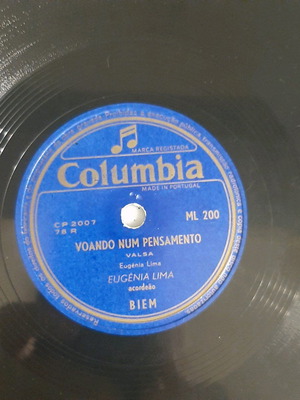 MARCA REGISTADA
Columbia
MADE IN PORTUGAL
CP 2007
78 R
ML 200
VOANDO NUM PENSAMENTO
VALSA
Eugénia Lima
EUGÉNIA LIMA
acordeão
BIEM